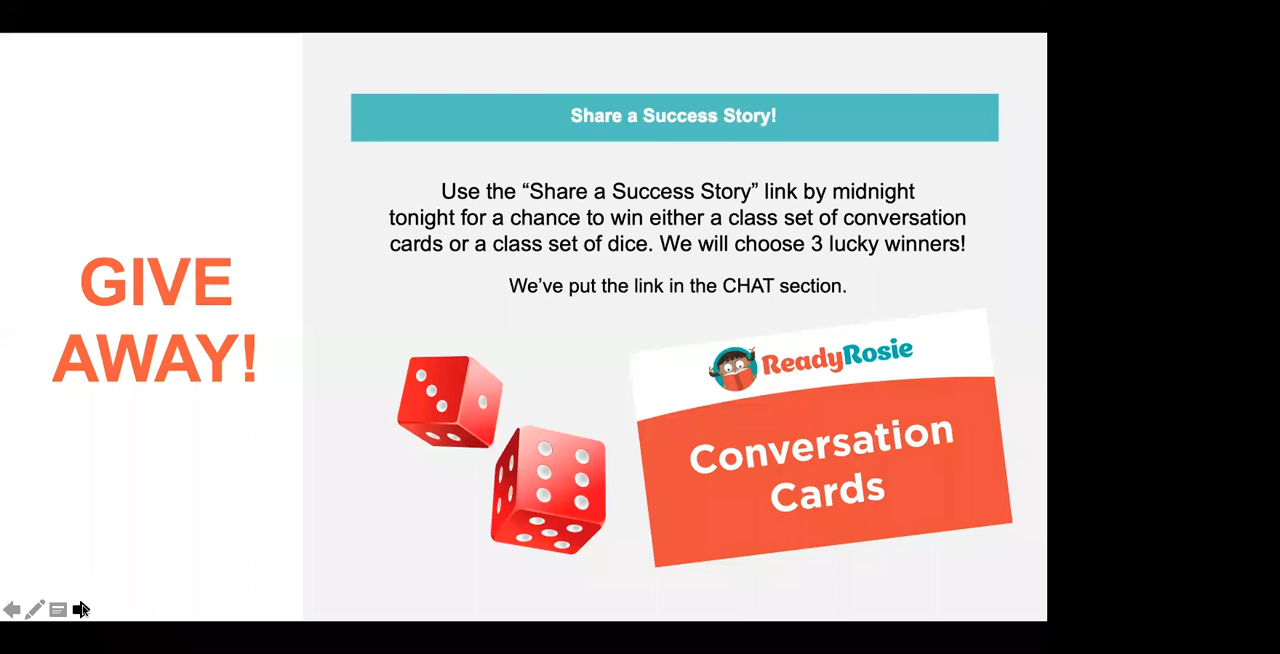 GIVE
AWAY!
Share a Success Story!
Use the “Share a Success Story” link by midnight
tonight for a chance to win either a class set of conversation
cards or a class set of dice. We will choose 3 lucky winners!
We’ve put the link in the CHAT section.
ReadyRosie
Conversation
Cards